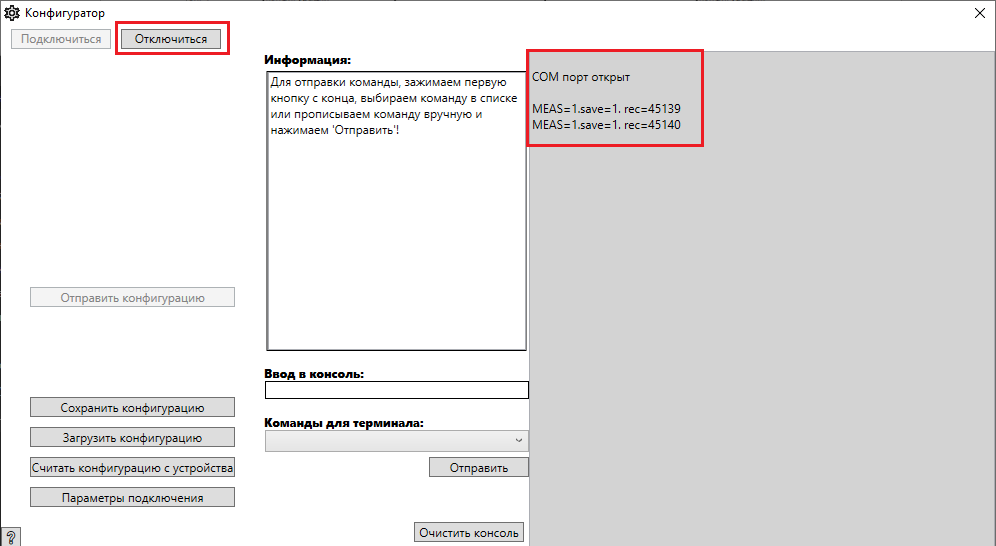 Конфигуратор
Подключиться
Отключиться
Информация:
Для отправки команды, зажимаем первую
кнопку с конца, выбираем команду в списке
или прописываем команду вручную и
нажимаем 'Отправить'!
COM порт открыт
MEAS=1.save=1. rec=45139
MEAS=1.save=1. rec=45140
Отправить конфигурацию
Ввод в консоль:
Сохранить конфигурацию
Команды для терминала:
Загрузить конфигурацию
Считать конфигурацию с устройства
Отправить
Параметры подключения
Очистить консоль
?